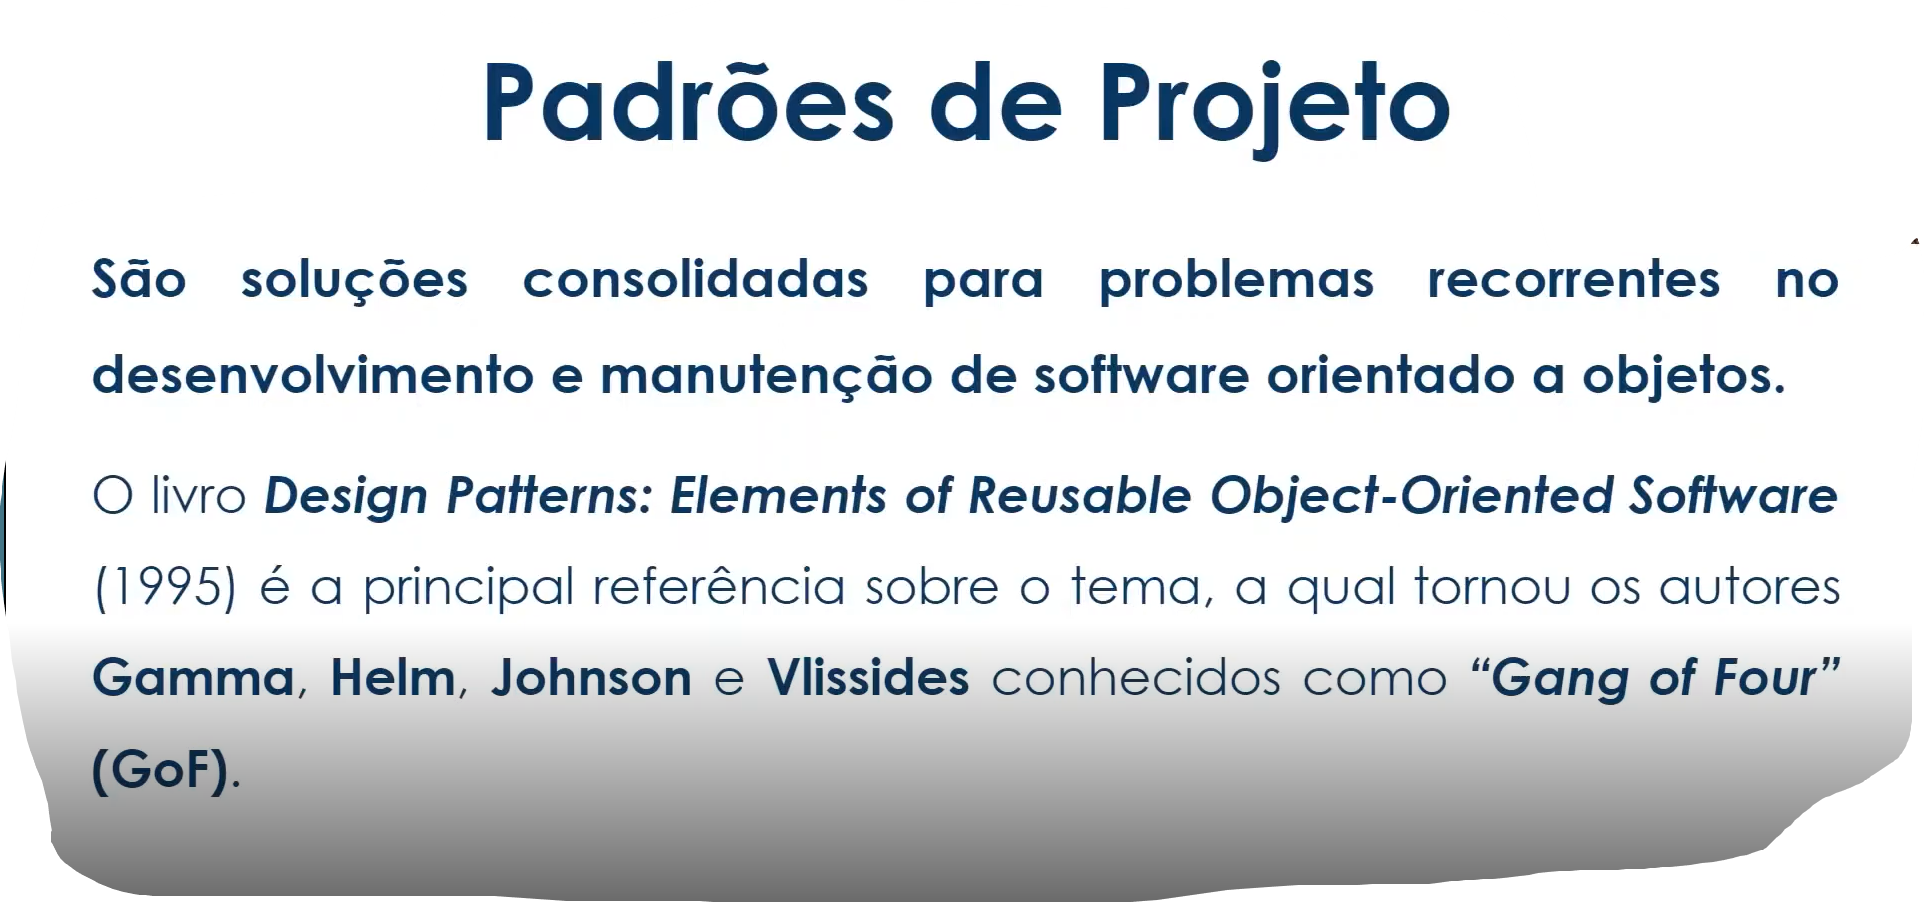 Padrões de Projeto
São soluções consolidadas para problemas recorrentes no
desenvolvimento e manutenção de software orientado a objetos.
O livro Design Patterns: Elements of Reusable Object-Oriented Software
(1995) é a principal referência sobre o tema, a qual tornou os autores
Gamma, Helm, Johnson e Vlissides conhecidos como “Gang of Four”
(GoF).